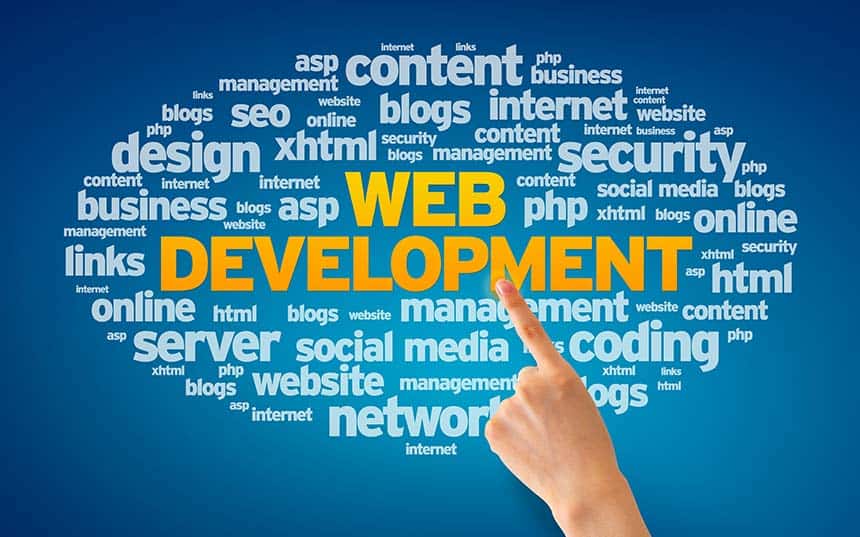 internet links
asp content php
management business
links website internet internet
content
blogs seo online blogs website
php security content internet business asp
design xhtml blogs management security php
content internet internet content social media blogs
business blogs asp WEB php xhtml blogs online
management website security
links DEVELOPMENT xhtml
asp html
internet
online html blogs website management website content
asp server social media coding php
xhtml php xhtml links
blogs website management html
asp internet
internet